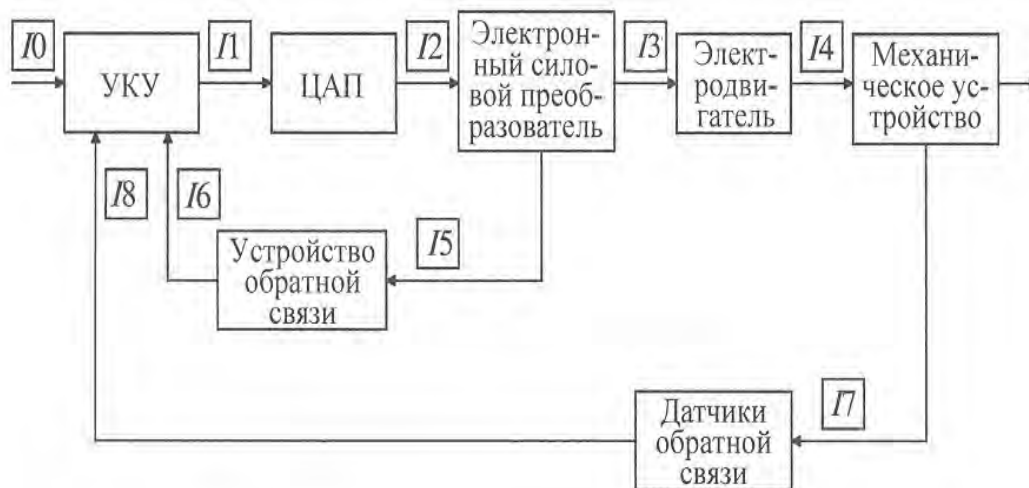 I0
УКУ
I1
ЦАП
I2
Электрон-
ный сило-
вой преоб-
разователь
I3
Элект-
родви-
гатель
I4
Механи-
ческое ус-
тройство
I8
I6
Устройство
обратной
связи
I5
Датчики
обратной
связи
I7